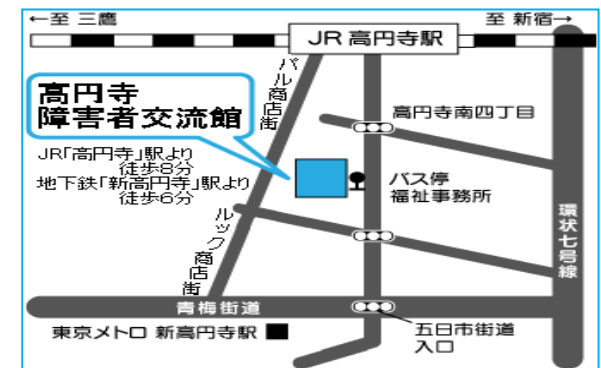 ←至 三鷹
至 新宿→
JR 高円寺駅
パル商店街
高円寺
障害者交流館
高円寺南四丁目
JR「高円寺」駅より
徒歩8分
地下鉄「新高円寺」駅より
徒歩6分
バス停
福祉事務所
環状七号線
ルック商店街
青梅街道
東京メトロ 新高円寺駅
五日市街道
入口